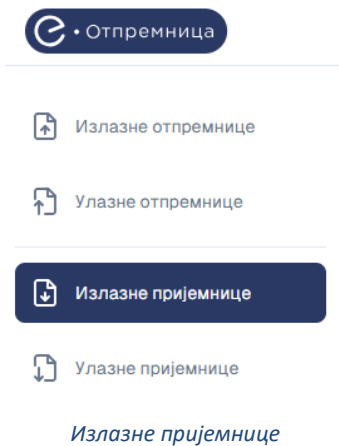 е • Отпремница
Излазне отпремнице
Улазне отпремнице
Излазне пријемнице
Улазне пријемнице
Излазне пријемнице